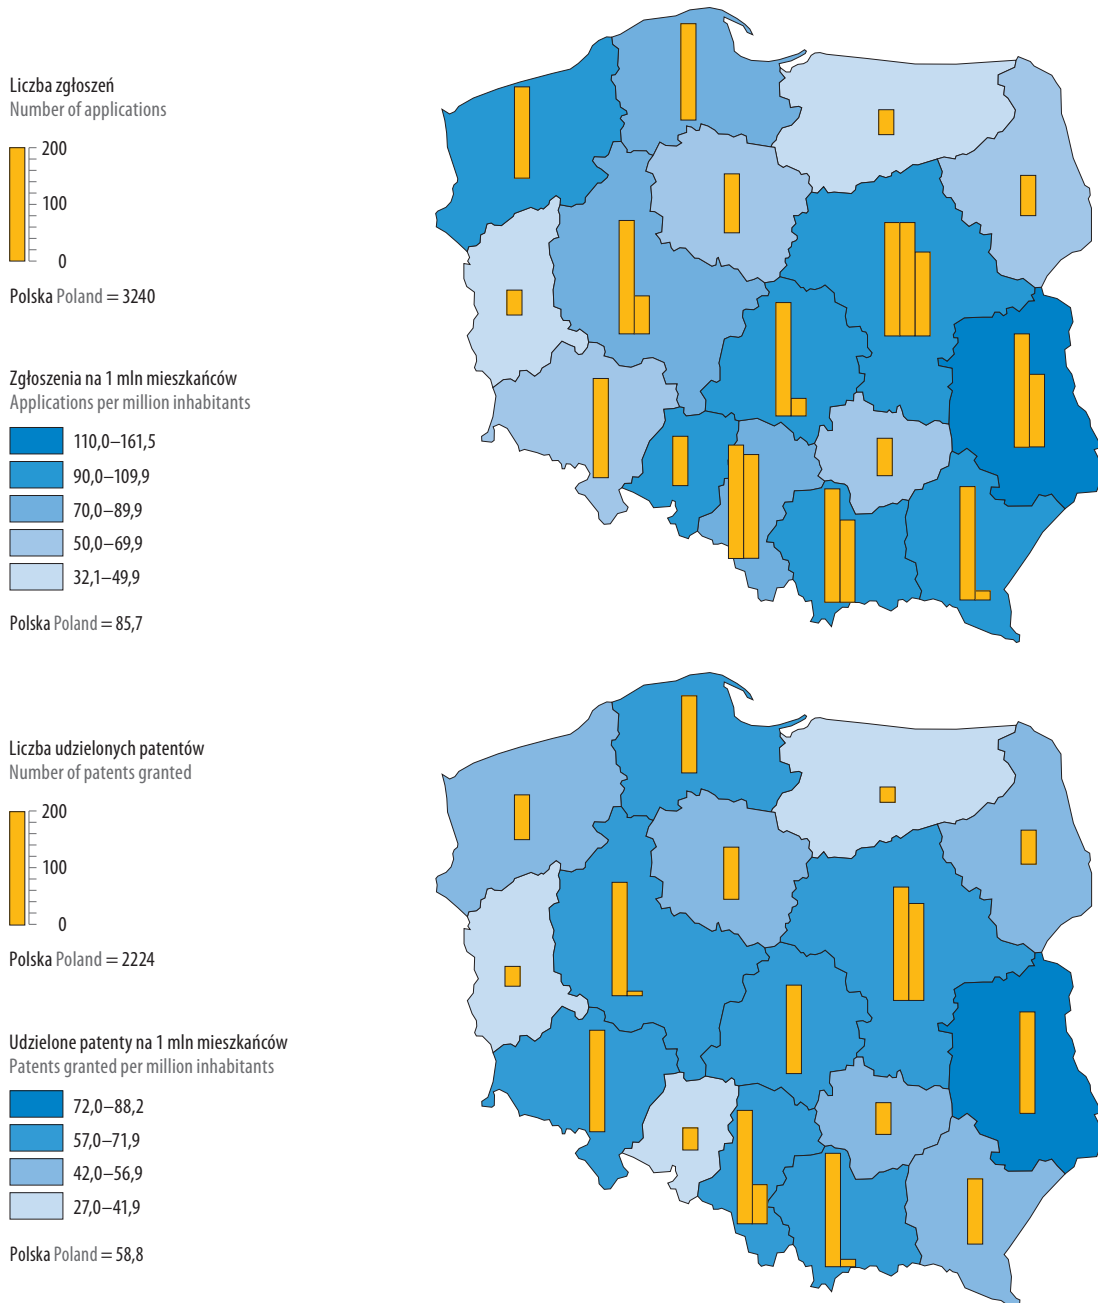 Liczba zgłoszeń
Number of applications
200
100
0
Polska Poland = 3240
Zgłoszenia na 1 mln mieszkańców
Applications per million inhabitants
110,0–161,5
90,0–109,9
70,0–89,9
50,0–69,9
32,1–49,9
Polska Poland = 85,7
Liczba udzielonych patentów
Number of patents granted
200
100
0
Polska Poland = 2224
Udzielone patenty na 1 mln mieszkańców
Patents granted per million inhabitants
72,0–88,2
57,0–71,9
42,0–56,9
27,0–41,9
Polska Poland = 58,8